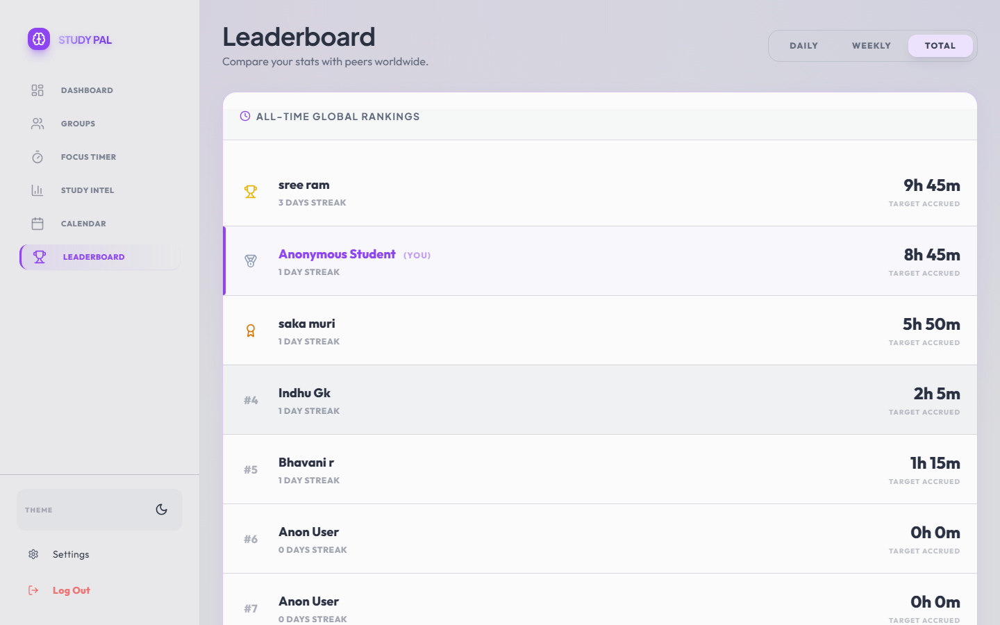 STUDY PAL
DASHBOARD
GROUPS
FOCUS TIMER
STUDY INTEL
CALENDAR
LEADERBOARD
THEME
Settings
Log Out
Leaderboard
Compare your stats with peers worldwide.
DAILY WEEKLY TOTAL
ALL-TIME GLOBAL RANKINGS
sree ram
3 DAYS STREAK
9h 45m
TARGET ACCRUED
Anonymous Student (YOU)
1 DAY STREAK
8h 45m
TARGET ACCRUED
saka muri
1 DAY STREAK
5h 50m
TARGET ACCRUED
#4
Indhu Gk
1 DAY STREAK
2h 5m
TARGET ACCRUED
#5
Bhavani r
1 DAY STREAK
1h 15m
TARGET ACCRUED
#6
Anon User
0 DAYS STREAK
0h 0m
TARGET ACCRUED
#7
Anon User
0 DAYS STREAK
0h 0m
TARGET ACCRUED